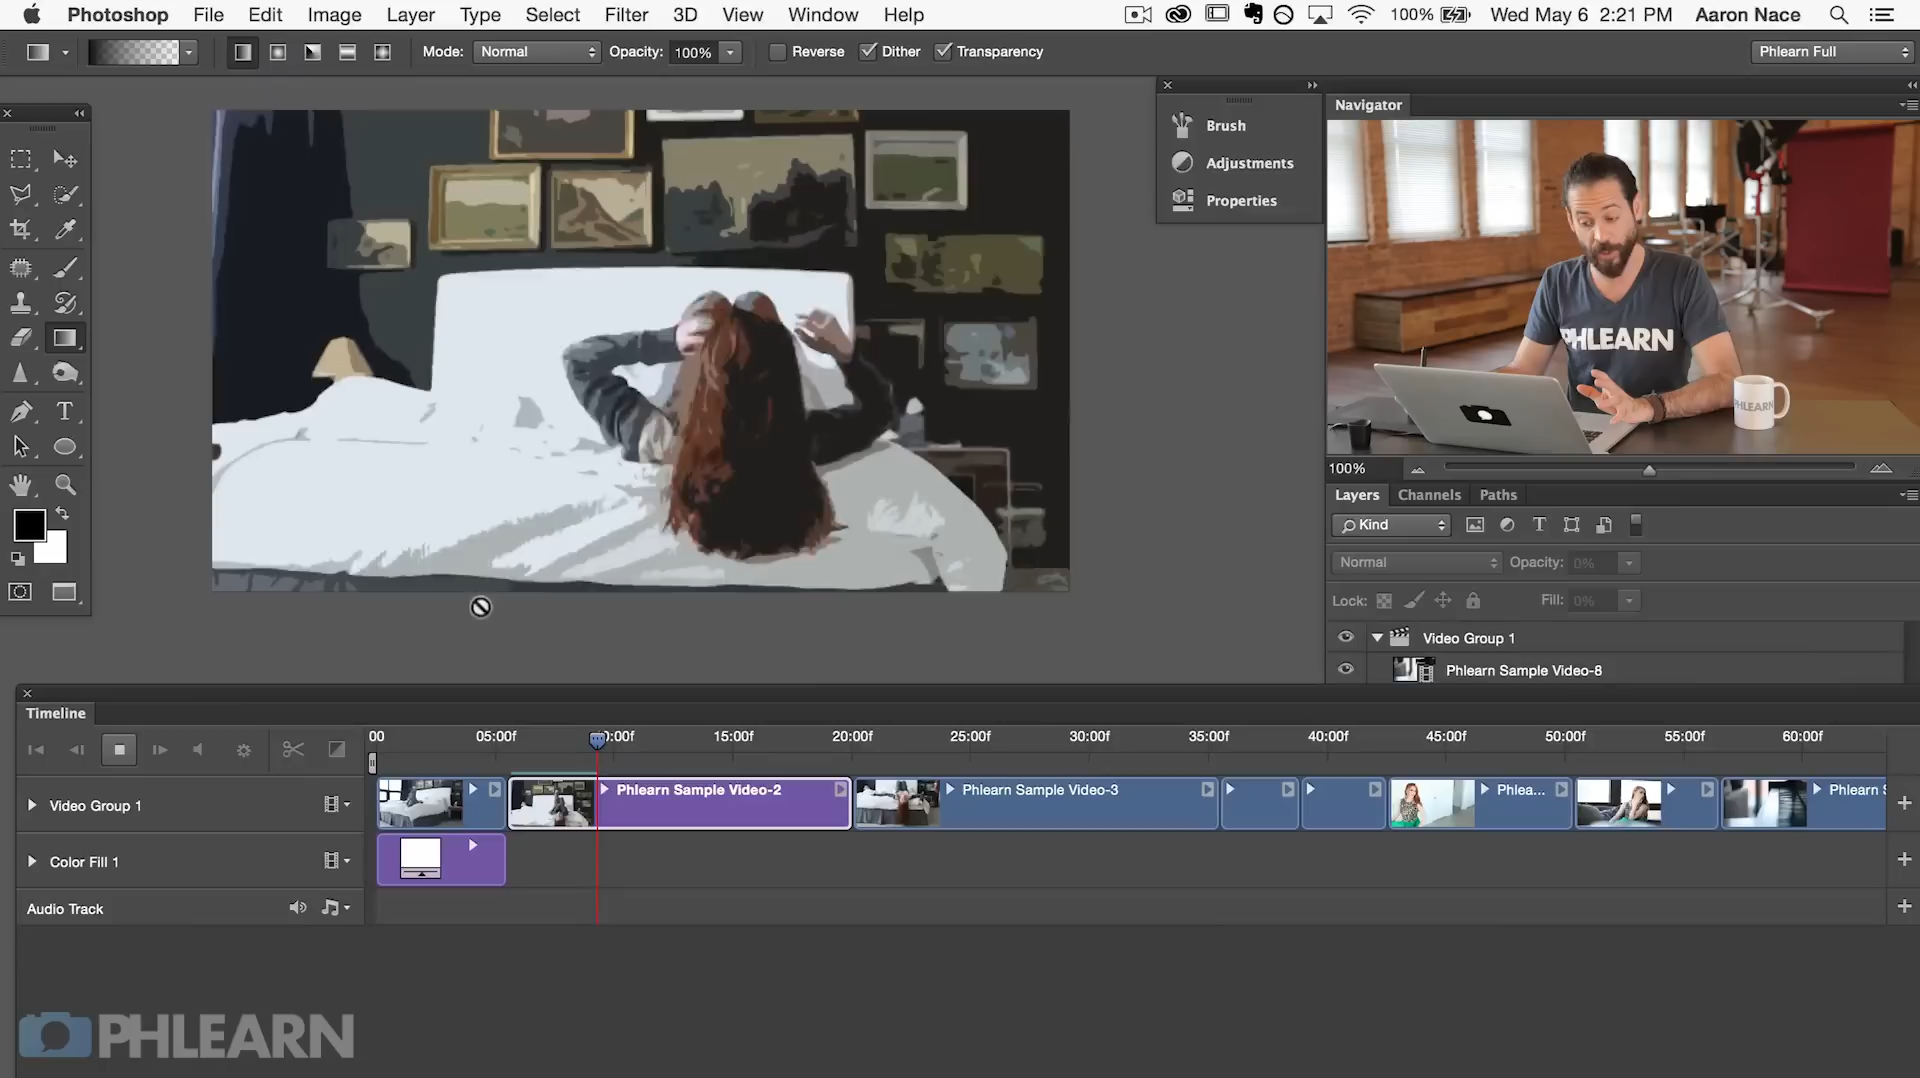 Photoshop File Edit Image Layer Type Select Filter 3D View Window Help 100% Wed May 6 2:21 PM Aaron Nace
Mode: Normal Opacity: 100% Reverse Dither Transparency Phlearn Full
Navigator
Brush
Adjustments
Properties
PHLEARN
PHLEARN
100%
Layers Channels Paths
Kind
Normal Opacity: 0%
Lock: Fill: 0%
Video Group 1
Phlearn Sample Video-8
Timeline
00 05:00f 0:00f 15:00f 20:00f 25:00f 30:00f 35:00f 40:00f 45:00f 50:00f 55:00f 60:00f
Video Group 1 Phlearn Sample Video-2 Phlearn Sample Video-3 Phlea... Phlearn S
Color Fill 1
Audio Track
PHLEARN